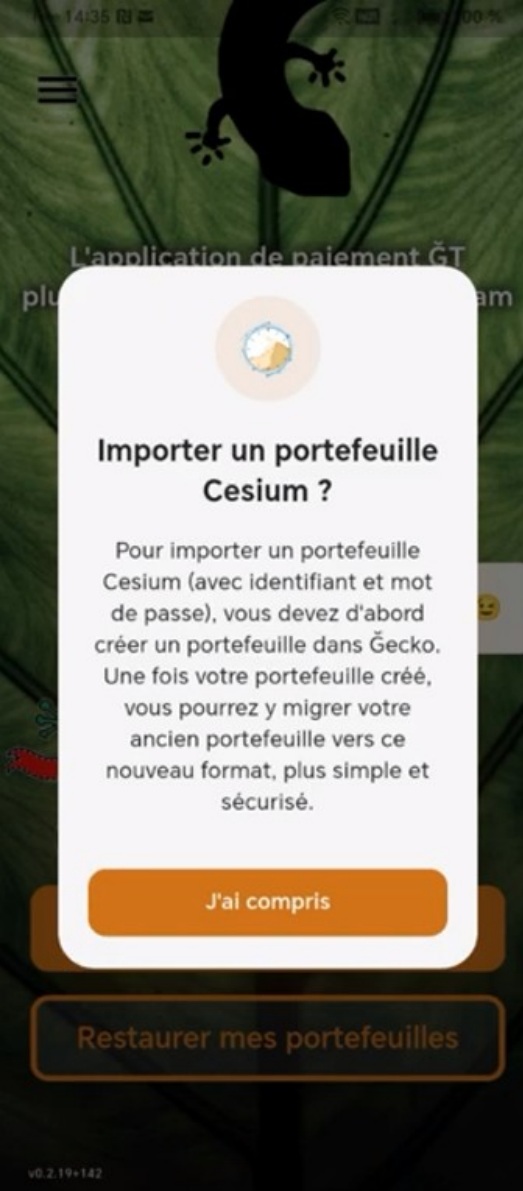 14:35
00 %
L'application de paiement ĞT
plu
am
Importer un portefeuille
Cesium ?
Pour importer un portefeuille
Cesium (avec identifiant et mot
de passe), vous devez d'abord
créer un portefeuille dans Ğecko.
Une fois votre portefeuille créé,
vous pourrez y migrer votre
ancien portefeuille vers ce
nouveau format, plus simple et
sécurisé.
J'ai compris
Restaurer mes portefeuilles
v0.2.19+142